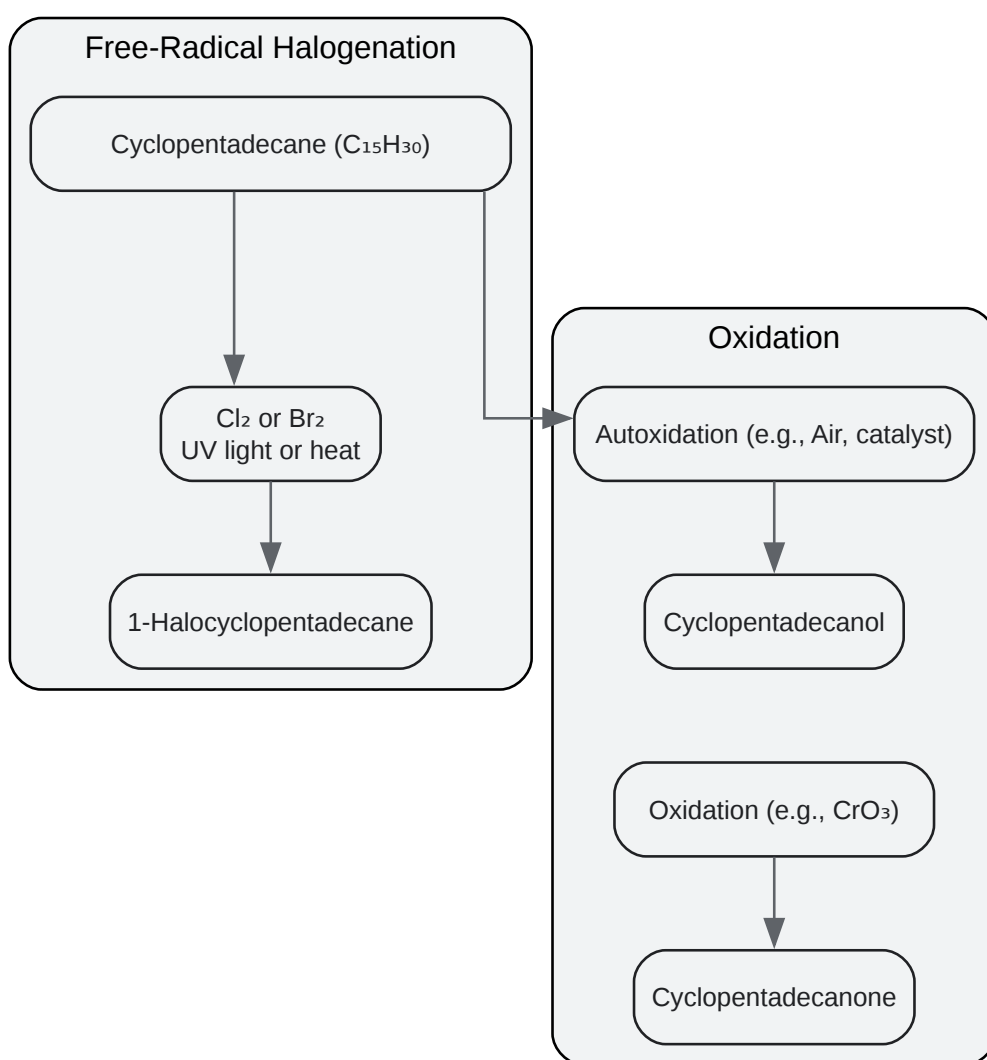 Free-Radical Halogenation
Cyclopentadecane (C₁₅H₃₀)
Cl₂ or Br₂
UV light or heat
1-Halocyclopentadecane
Oxidation
Autoxidation (e.g., Air, catalyst)
Cyclopentadecanol
Oxidation (e.g., CrO₃)
Cyclopentadecanone